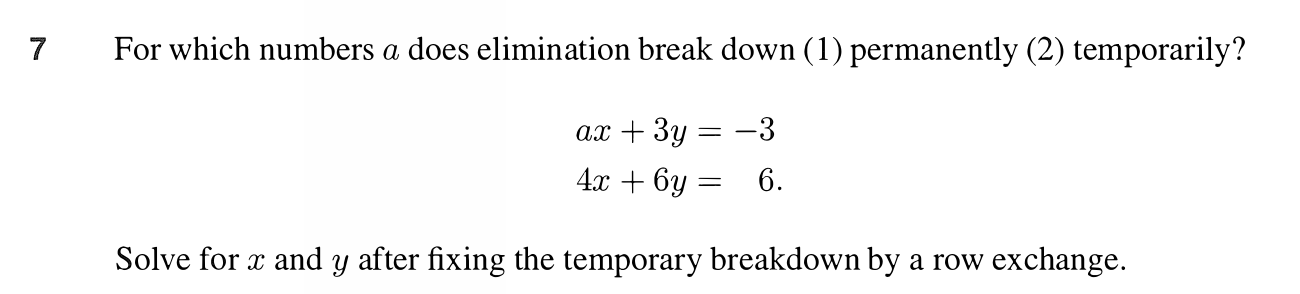 7 For which numbers a does elimination break down (1) permanently (2) temporarily?
ax + 3y = −3
4x + 6y = 6.
Solve for x and y after fixing the temporary breakdown by a row exchange.